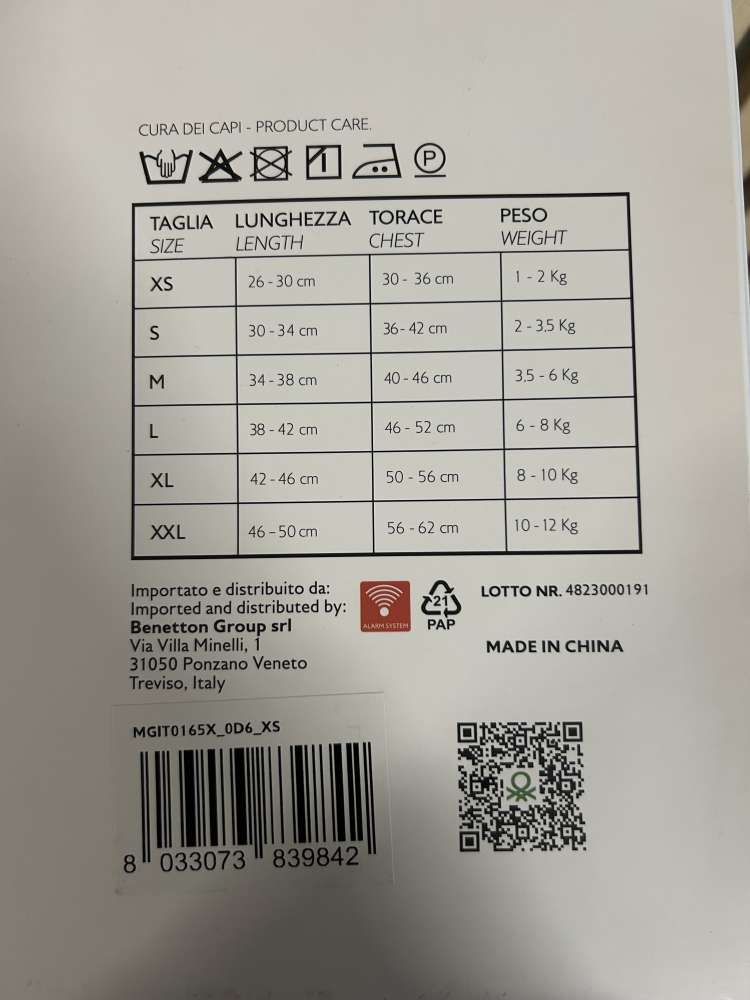 CURA DEI CAPI - PRODUCT CARE.
P
TAGLIA LUNGHEZZA TORACE PESO
SIZE LENGTH CHEST WEIGHT
XS 26 - 30 cm 30 - 36 cm 1 - 2 Kg
S 30 - 34 cm 36- 42 cm 2 - 3,5 Kg
M 34 - 38 cm 40 - 46 cm 3,5 - 6 Kg
L 38 - 42 cm 46 - 52 cm 6 - 8 Kg
XL 42 - 46 cm 50 - 56 cm 8 - 10 Kg
XXL 46 - 50 cm 56 - 62 cm 10 - 12 Kg
Importato e distribuito da:
Imported and distributed by:
Benetton Group srl
Via Villa Minelli, 1
31050 Ponzano Veneto
Treviso, Italy
ALARM SYSTEM
21
PAP
LOTTO NR. 4823000191
MADE IN CHINA
MGIT0165X_0D6_XS
8 033073 839842